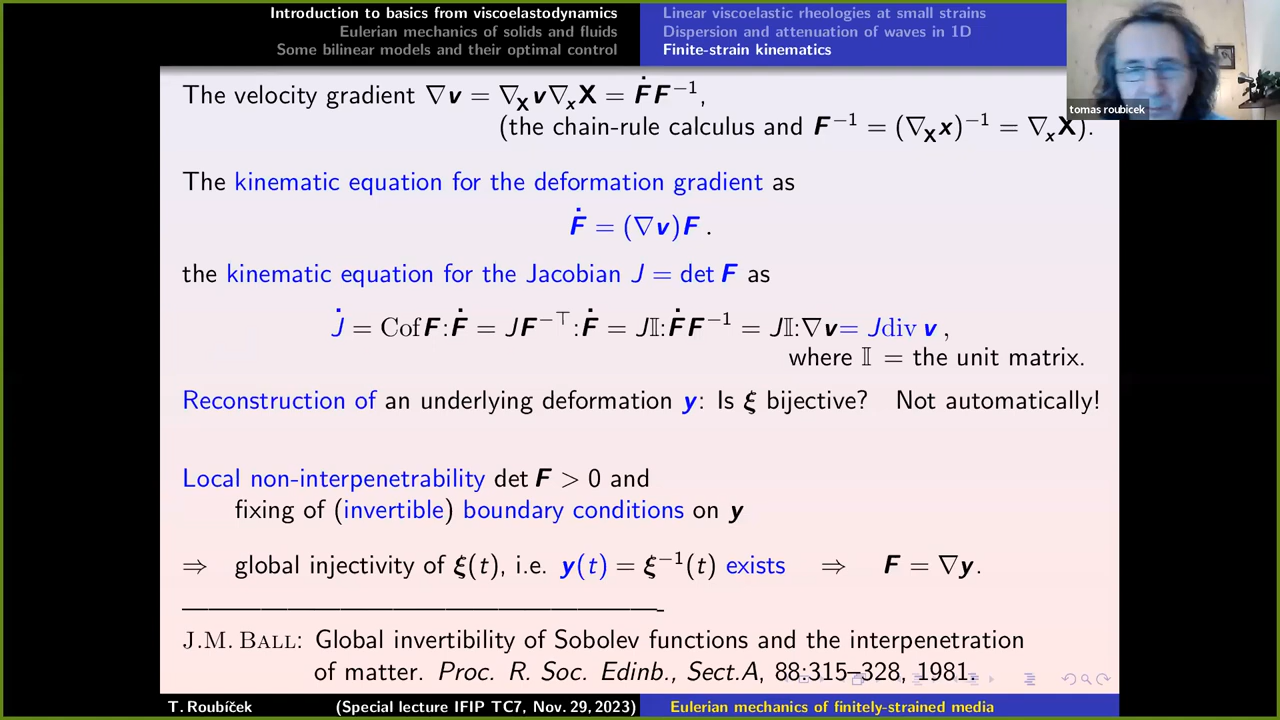 Introduction to basics from viscoelastodynamics
Eulerian mechanics of solids and fluids
Some bilinear models and their optimal control
Linear viscoelastic rheologies at small strains
Dispersion and attenuation of waves in 1D
Finite-strain kinematics
tomas roubicek
The velocity gradient ∇v = ∇_X v ∇_x X = Ḟ F⁻¹,
(the chain-rule calculus and F⁻¹ = (∇_X x)⁻¹ = ∇_x X).
The kinematic equation for the deformation gradient as
Ḟ = (∇v)F .
the kinematic equation for the Jacobian J = det F as
J̇ = Cof F:Ḟ = JF⁻ᵀ:Ḟ = J𝕀:ḞF⁻¹ = J𝕀:∇v= Jdiv v ,
where 𝕀 = the unit matrix.
Reconstruction of an underlying deformation y: Is ξ bijective? Not automatically!
Local non-interpenetrability det F > 0 and
fixing of (invertible) boundary conditions on y
⇒ global injectivity of ξ(t), i.e. y(t) = ξ⁻¹(t) exists ⇒ F = ∇y.
J.M. Ball: Global invertibility of Sobolev functions and the interpenetration
of matter. Proc. R. Soc. Edinb., Sect.A, 88:315–328, 1981.
T. Roubíček (Special lecture IFIP TC7, Nov. 29, 2023) Eulerian mechanics of finitely-strained media